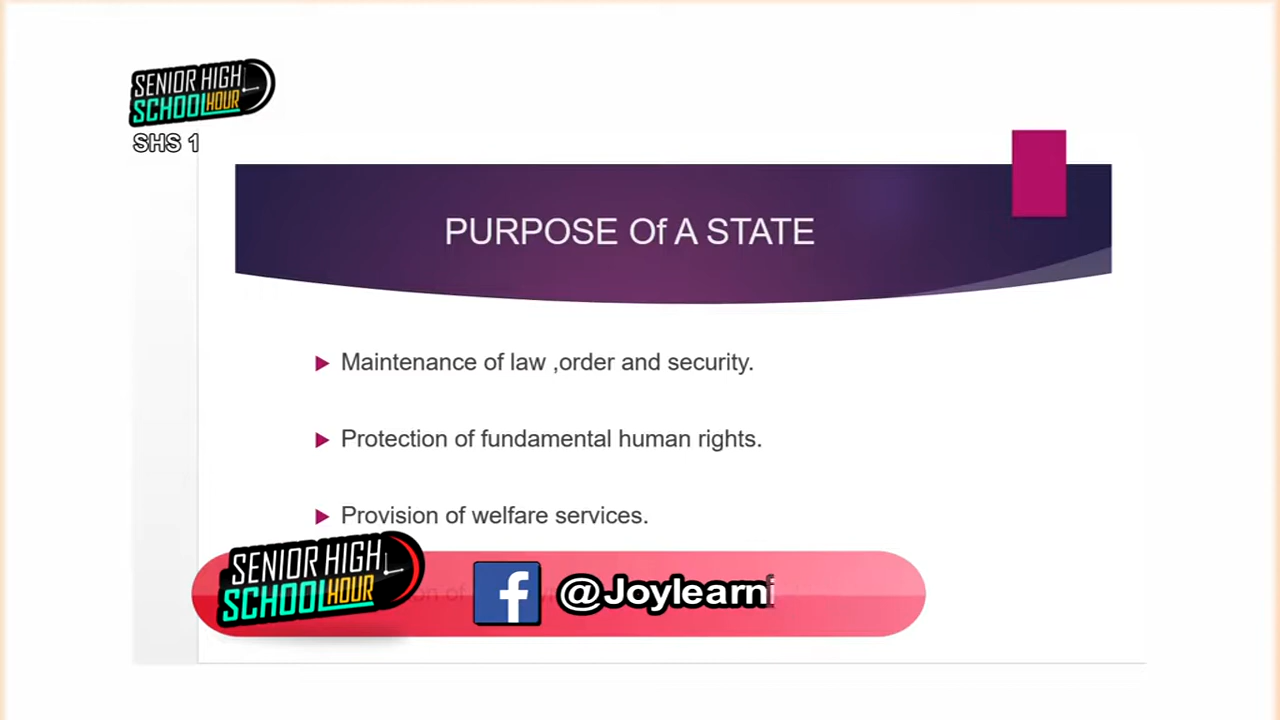 SENIOR HIGH
SCHOOL HOUR
SHS 1
PURPOSE Of A STATE
Maintenance of law ,order and security.
Protection of fundamental human rights.
Provision of welfare services.
SENIOR HIGH
SCHOOL HOUR
@Joylearni